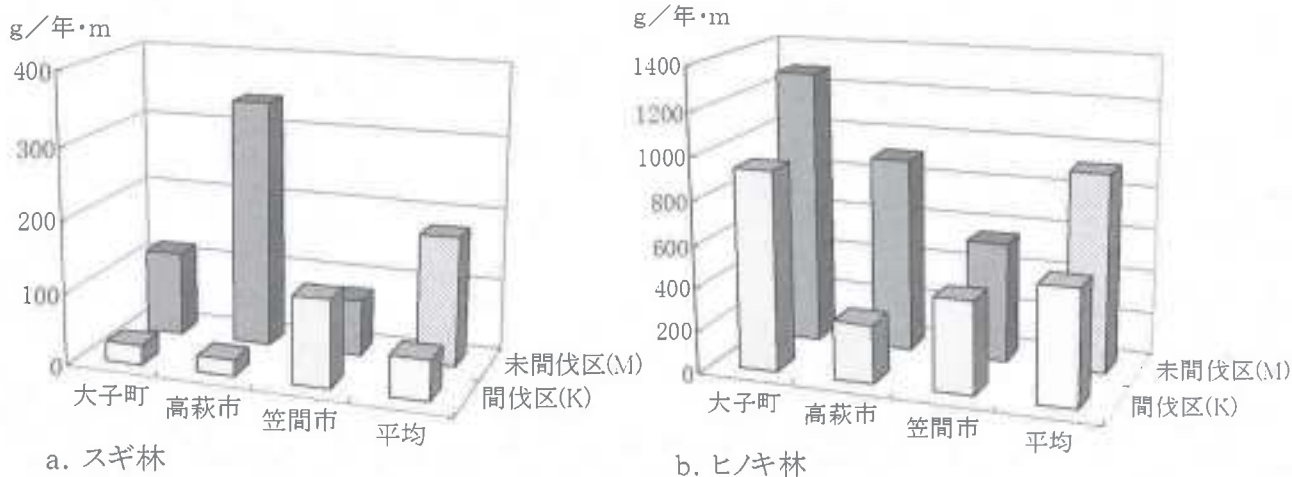 g／年・m
400
300
200
100
0
大子町
高萩市
笠間市
平均
未間伐区(M)
間伐区(K)
a. スギ林
g／年・m
1400
1200
1000
800
600
400
200
0
大子町
高萩市
笠間市
平均
未間伐区(M)
間伐区(K)
b. ヒノキ林